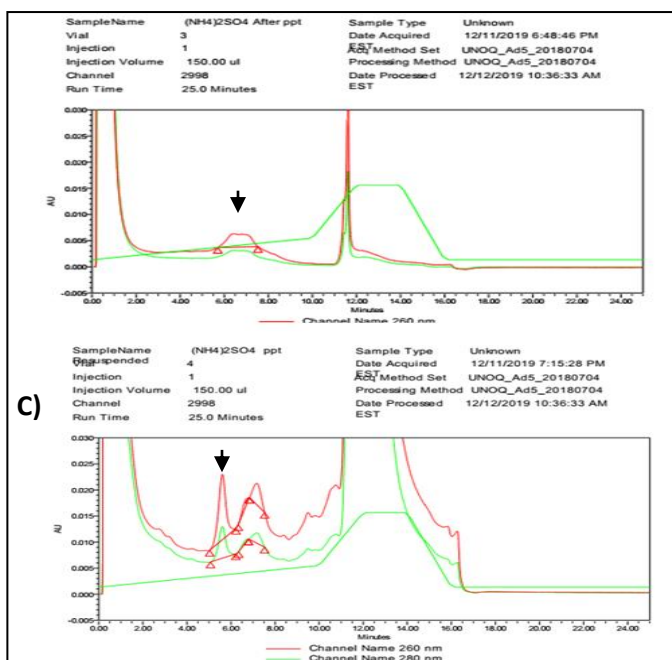 SampleName (NH4)2SO4 After ppt Sample Type Unknown
Vial 3 Date Acquired 12/11/2019 6:48:46 PM
EST
Injection 1 Acq Method Set UNOQ_Ad5_20180704
Injection Volume 150.00 ul Processing Method UNOQ_Ad5_20180704
Channel 2998 Date Processed 12/12/2019 10:36:33 AM
EST
Run Time 25.0 Minutes
0.030
0.025
0.020
0.015
AU
0.010
0.005
0.000
-0.005
0.00 2.00 4.00 6.00 8.00 10.00 12.00 14.00 16.00 18.00 20.00 22.00 24.00
Minutes
Channel Name 260 nm
SampleName (NH4)2SO4 ppt Sample Type Unknown
Resuspended
Vial 4 Date Acquired 12/11/2019 7:15:28 PM
EST
Injection 1 Acq Method Set UNOQ_Ad5_20180704
Injection Volume 150.00 ul Processing Method UNOQ_Ad5_20180704
Channel 2998 Date Processed 12/12/2019 10:36:33 AM
EST
Run Time 25.0 Minutes
C)
0.030
0.025
0.020
0.015
AU
0.010
0.005
0.000
-0.005
0.00 2.00 4.00 6.00 8.00 10.00 12.00 14.00 16.00 18.00 20.00 22.00 24.00
Minutes
Channel Name 260 nm
Channel Name 280 nm